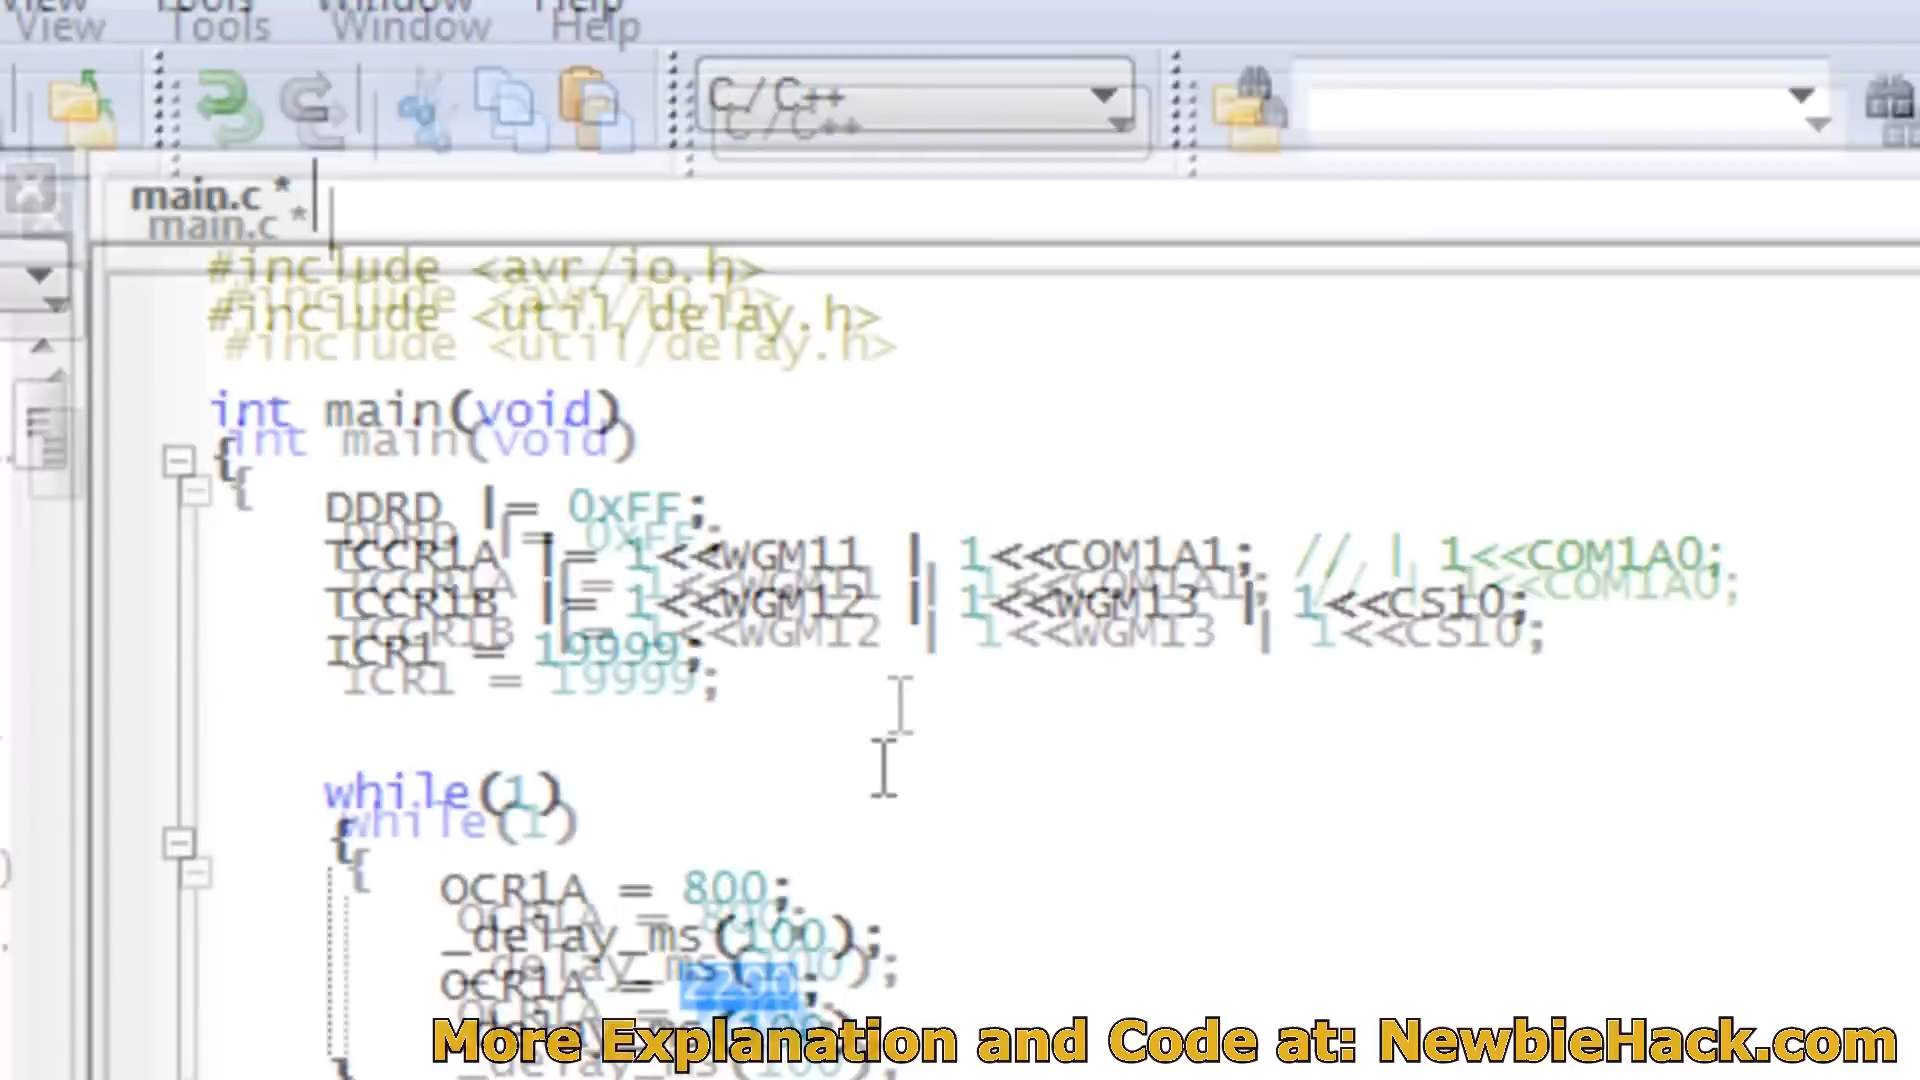 View Tools Window Help
C/C++
main.c *
#include <avr/io.h>
#include <util/delay.h>
int main(void)
{
DDRD |= 0xFF;
TCCR1A |= 1<<WGM11 | 1<<COM1A1; // | 1<<COM1A0;
TCCR1B |= 1<<WGM12 | 1<<WGM13 | 1<<CS10;
ICR1 = 19999;
while(1)
{
OCR1A = 800;
_delay_ms(100);
OCR1A = 2200;
_delay_ms(100);
More Explanation and Code at: NewbieHack.com